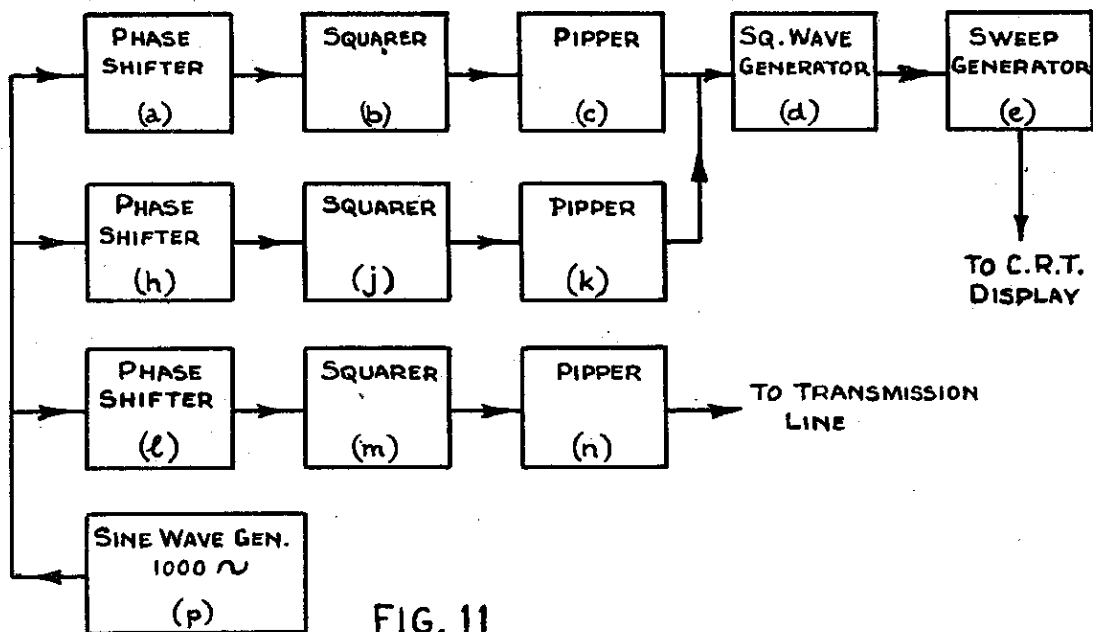 PHASE
SHIFTER
(a)
SQUARER
(b)
PIPPER
(c)
SQ. WAVE
GENERATOR
(d)
SWEEP
GENERATOR
(e)
PHASE
SHIFTER
(h)
SQUARER
(j)
PIPPER
(k)
TO C.R.T.
DISPLAY
PHASE
SHIFTER
(l)
SQUARER
(m)
PIPPER
(n)
TO TRANSMISSION
LINE
SINE WAVE GEN.
1000 ~
(p)
FIG. 11